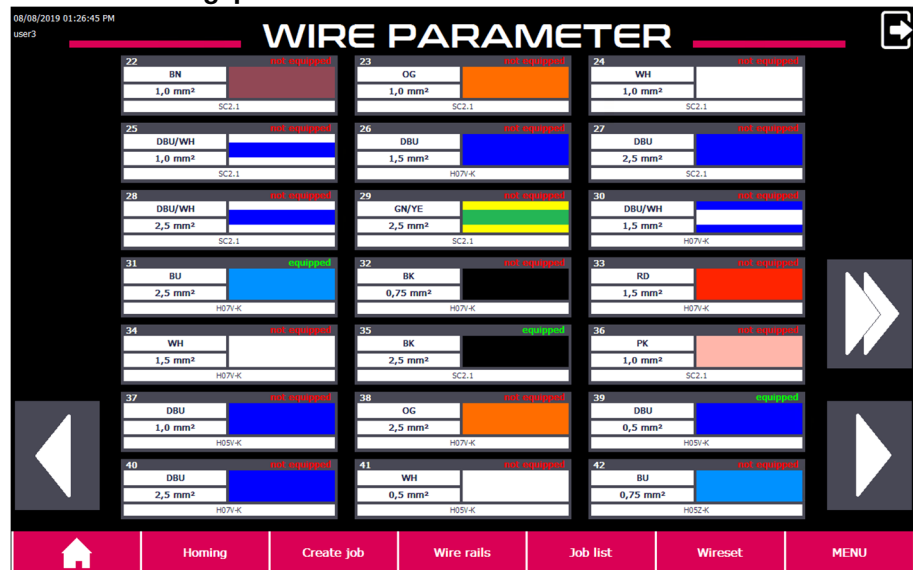 08/08/2019 01:26:45 PM
user3
WIRE PARAMETER
22 not equipped
BN
1,0 mm²
SC2.1
23 not equipped
OG
1,0 mm²
SC2.1
24 not equipped
WH
1,0 mm²
SC2.1
25 not equipped
DBU/WH
1,0 mm²
SC2.1
26 not equipped
DBU
1,5 mm²
H07V-K
27 not equipped
DBU
2,5 mm²
SC2.1
28 not equipped
DBU/WH
2,5 mm²
SC2.1
29 not equipped
GN/YE
2,5 mm²
SC2.1
30 not equipped
DBU/WH
1,5 mm²
H07V-K
31 equipped
BU
2,5 mm²
H07V-K
32 not equipped
BK
0,75 mm²
H07V-K
33 not equipped
RD
1,5 mm²
H07V-K
34 not equipped
WH
1,5 mm²
H07V-K
35 equipped
BK
2,5 mm²
SC2.1
36 not equipped
PK
1,0 mm²
SC2.1
37 not equipped
DBU
1,0 mm²
H05V-K
38 not equipped
OG
2,5 mm²
H07V-K
39 equipped
DBU
0,5 mm²
H05V-K
40 not equipped
DBU
2,5 mm²
H07V-K
41 not equipped
WH
0,5 mm²
H05V-K
42 not equipped
BU
0,75 mm²
H05Z-K
Homing
Create job
Wire rails
Job list
Wireset
MENU